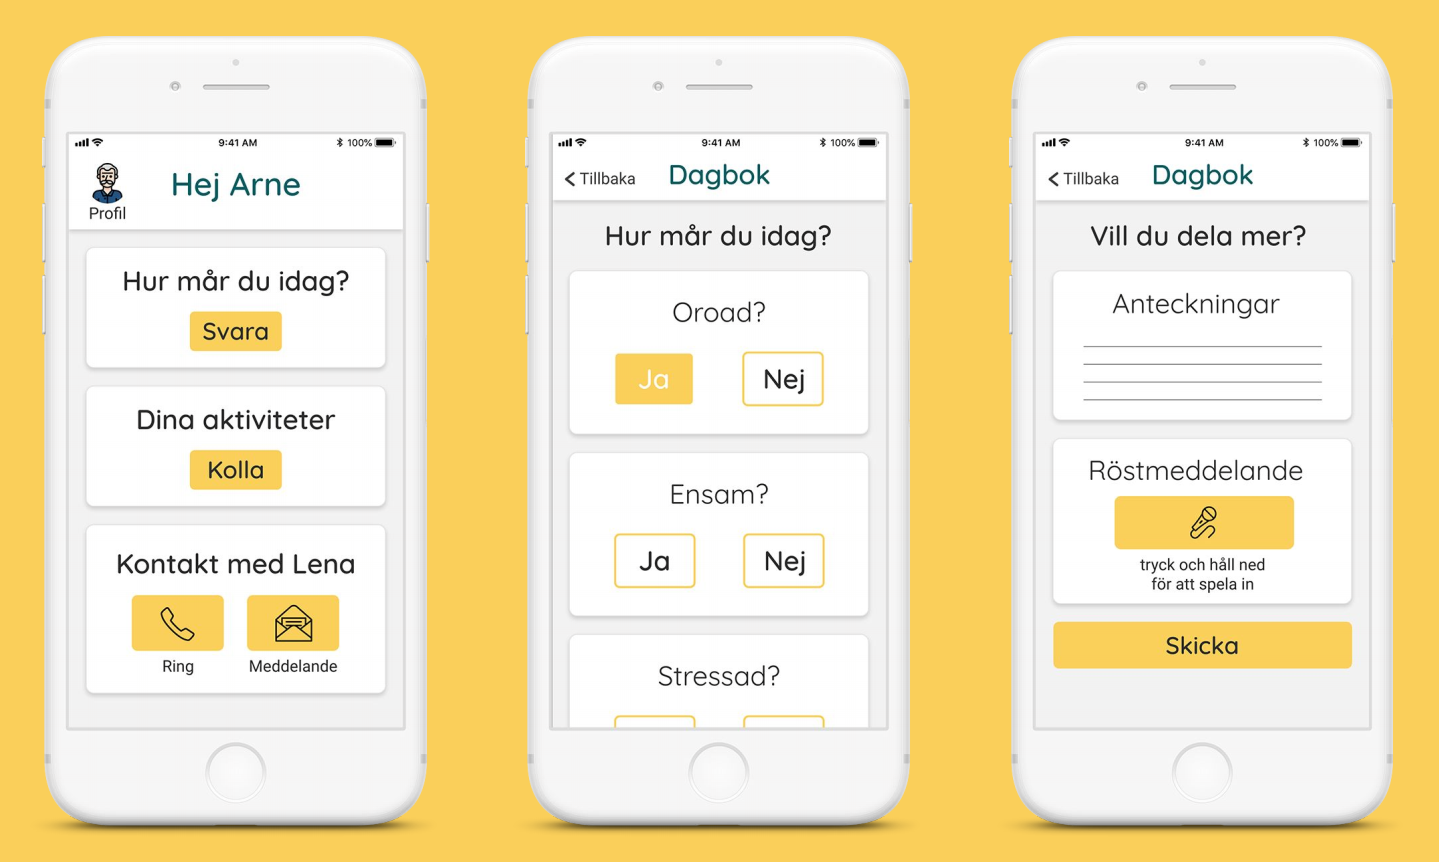 9:41 AM
100%
Hej Arne
Profil
Hur mår du idag?
Svara
Dina aktiviteter
Kolla
Kontakt med Lena
Ring
Meddelande
9:41 AM
100%
Tillbaka
Dagbok
Hur mår du idag?
Oroad?
Ja
Nej
Ensam?
Ja
Nej
Stressad?
9:41 AM
100%
Tillbaka
Dagbok
Vill du dela mer?
Anteckningar
Röstmeddelande
tryck och håll ned
för att spela in
Skicka